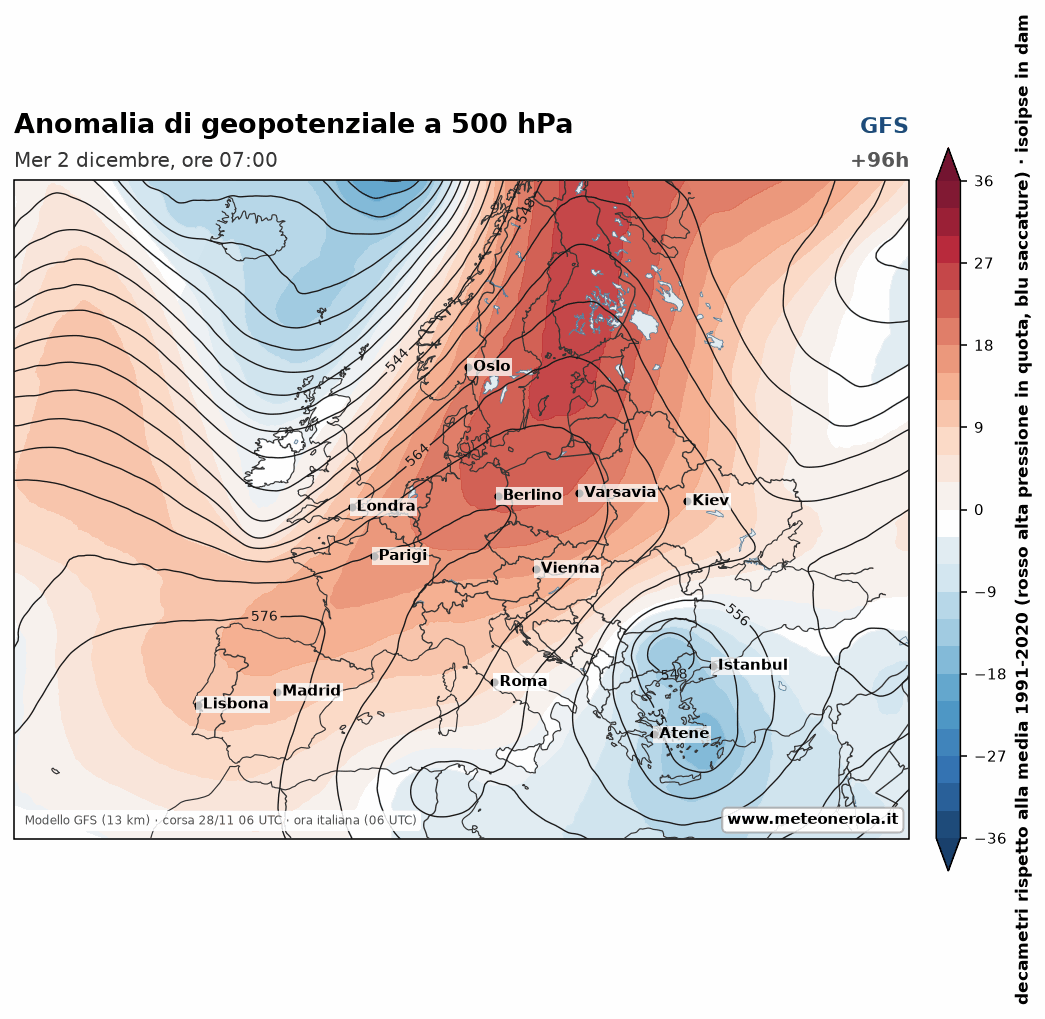 Anomalia di geopotenziale a 500 hPa
GFS
Mer 2 dicembre, ore 07:00
+96h
548
544
564
Oslo
Londra
Berlino
Varsavia
Kiev
Parigi
Vienna
576
556
Lisbona
Madrid
Roma
548
Istanbul
Atene
Modello GFS (13 km) · corsa 28/11 06 UTC · ora italiana (06 UTC)
www.meteonerola.it
36
27
18
9
0
−9
−18
−27
−36
decametri rispetto alla media 1991-2020 (rosso alta pressione in quota, blu saccature) · isoipse in dam